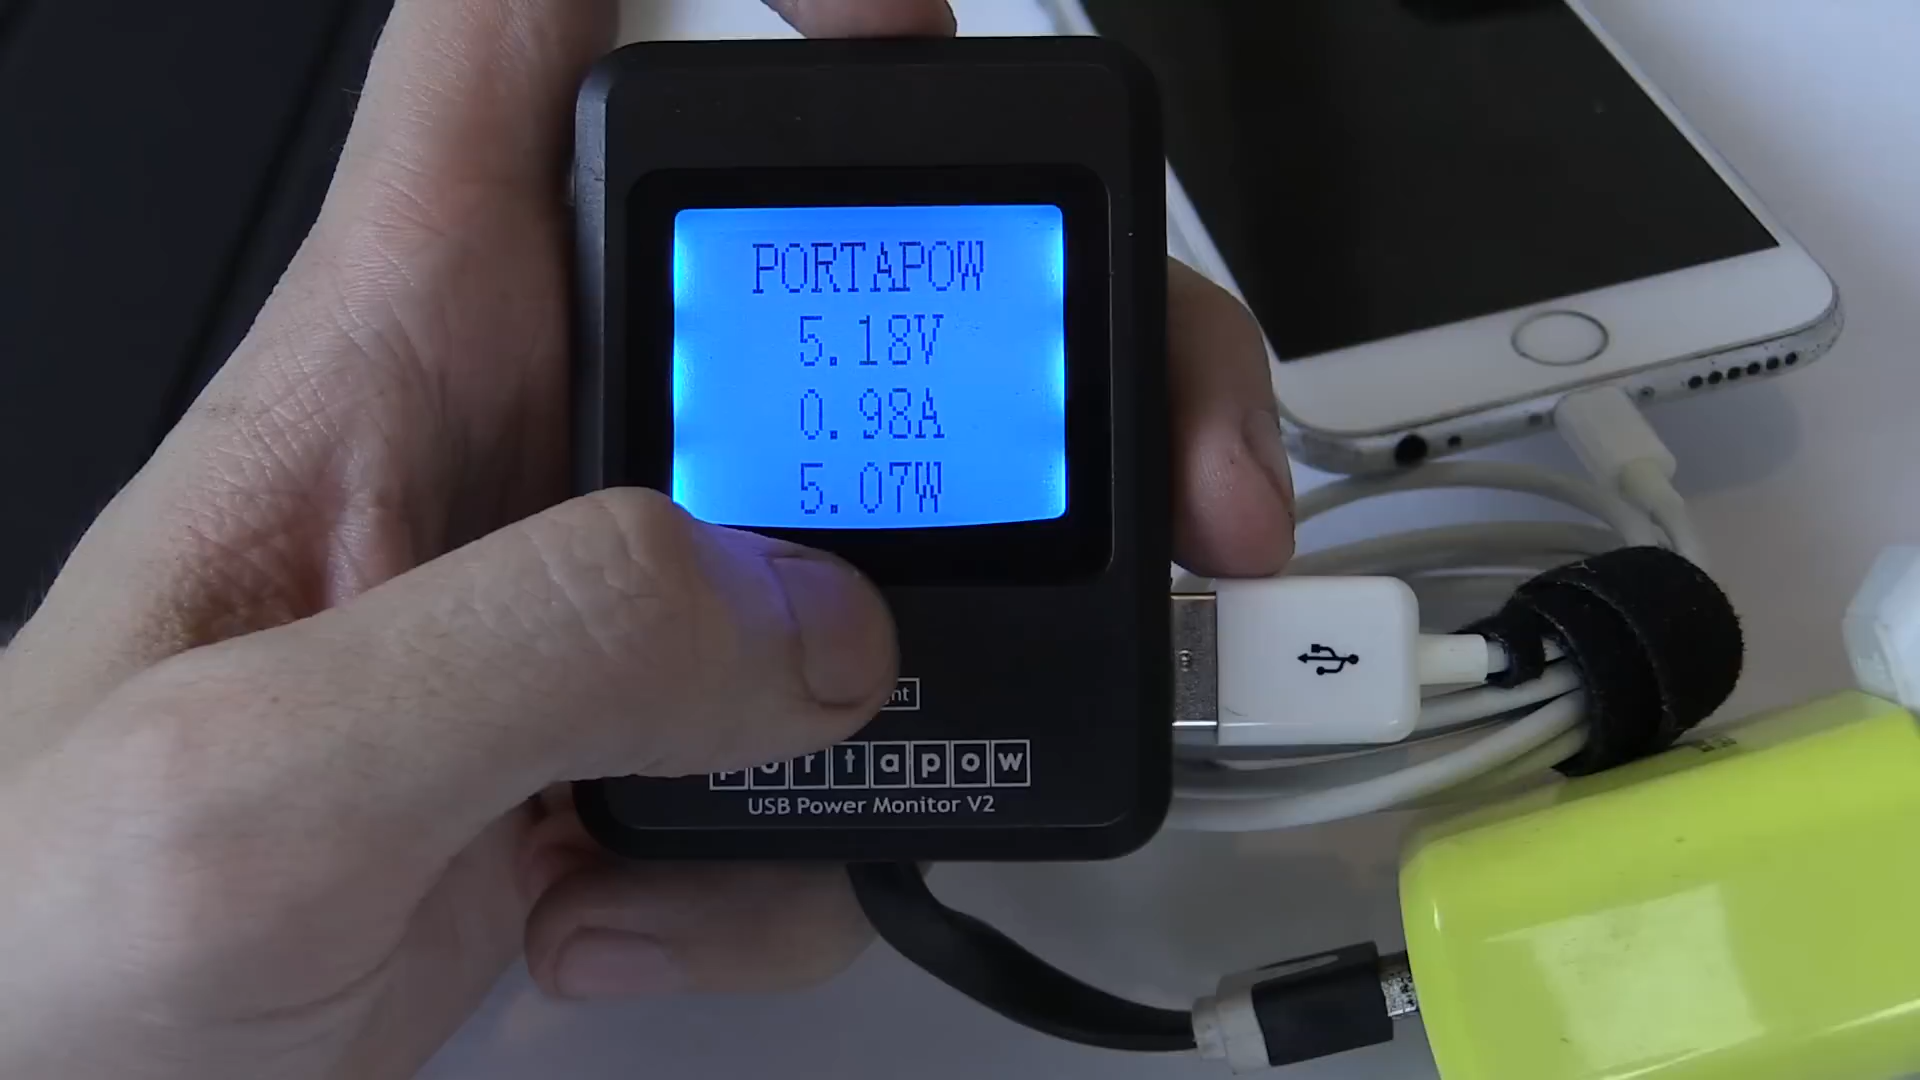 PORTAPOW
5.18V
0.98A
5.07W
portapow
USB Power Monitor V2